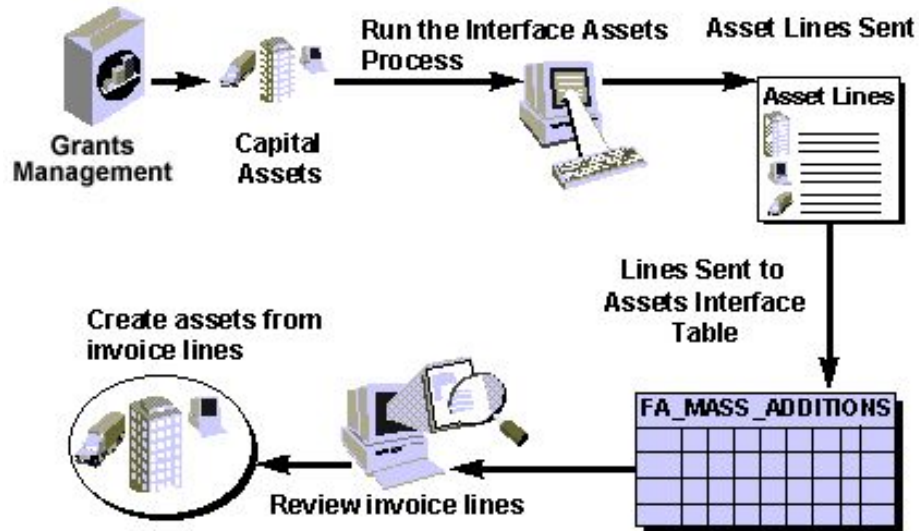 Grants
Management
Capital
Assets
Run the Interface Assets
Process
Asset Lines Sent
Asset Lines
Lines Sent to
Assets Interface
Table
FA_MASS_ADDITIONS
Review invoice lines
Create assets from
invoice lines